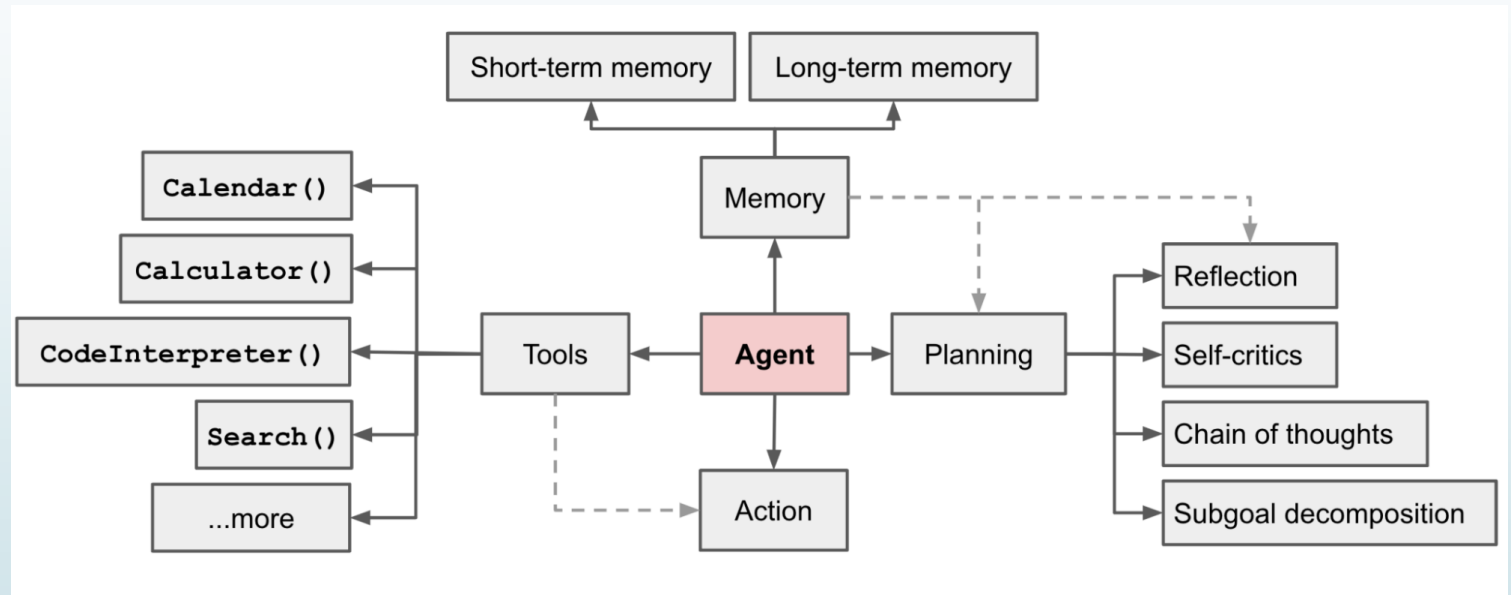 Short-term memory
Long-term memory
Calendar()
Memory
Calculator()
Reflection
CodeInterpreter()
Tools
Agent
Planning
Self-critics
Search()
Chain of thoughts
...more
Action
Subgoal decomposition